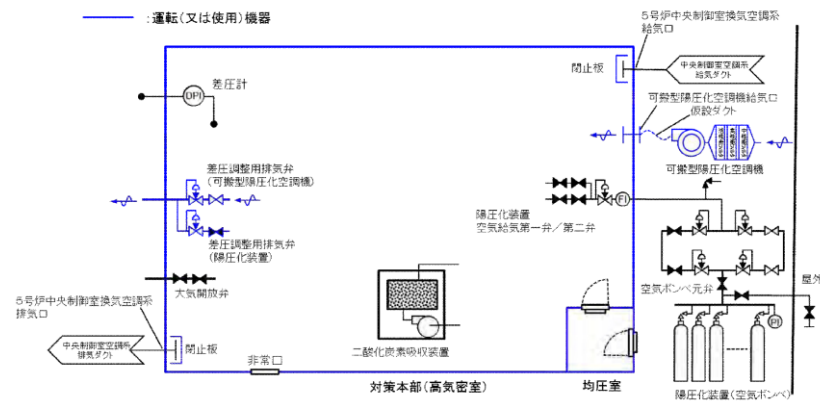 ：運転(又は使用)機器
5号炉中央制御室換気空調系
給気口
閉止板
中央制御室空調系
給気ダクト
差圧計
DPI
可搬型陽圧化空調機給気口
仮設ダクト
可搬型陽圧化空調機
差圧調整用排気弁
(可搬型陽圧化空調機)
陽圧化装置
空気給気第一弁／第二弁
FI
差圧調整用排気弁
(陽圧化装置)
大気開放弁
空気ボンベ元弁
屋外
5号炉中央制御室換気空調系
排気口
PI
中央制御室空調系
排気ダクト
閉止板
二酸化炭素吸収装置
非常口
対策本部(高気密室)
均圧室
陽圧化装置(空気ボンベ)